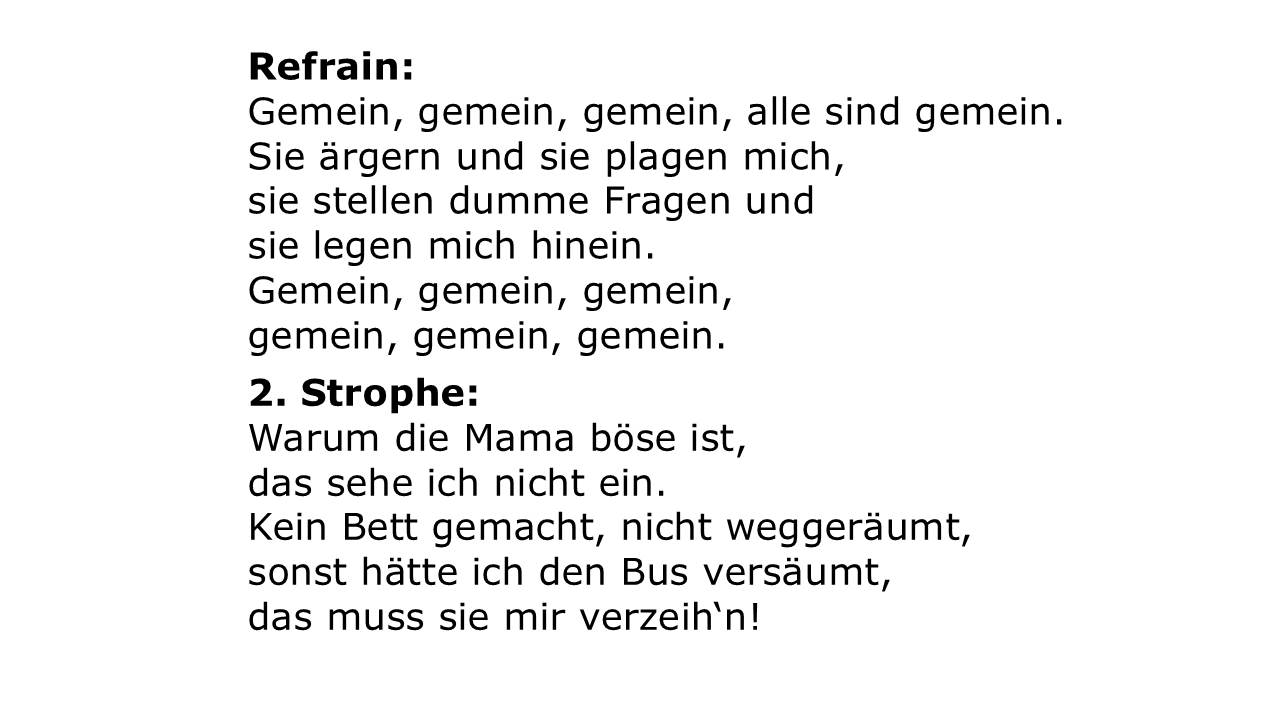 Refrain:
Gemein, gemein, gemein, alle sind gemein.
Sie ärgern und sie plagen mich,
sie stellen dumme Fragen und
sie legen mich hinein.
Gemein, gemein, gemein,
gemein, gemein, gemein.
2. Strophe:
Warum die Mama böse ist,
das sehe ich nicht ein.
Kein Bett gemacht, nicht weggeräumt,
sonst hätte ich den Bus versäumt,
das muss sie mir verzeih‛n!